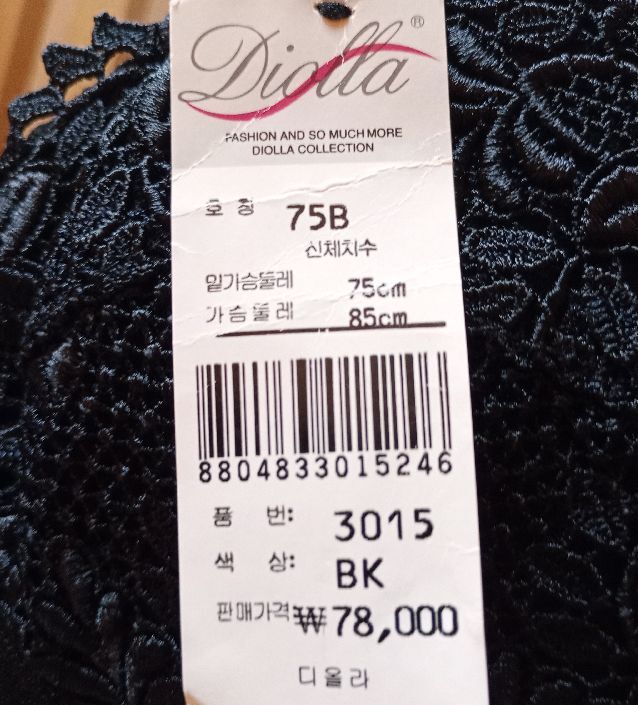 Diolla®
FASHION AND SO MUCH MORE
DIOLLA COLLECTION
호 칭 75B
신체치수
밑가슴둘레 75cm
가슴둘레 85cm
8804833015246
품 번: 3015
색 상: BK
판매가격 ₩78,000
디올라